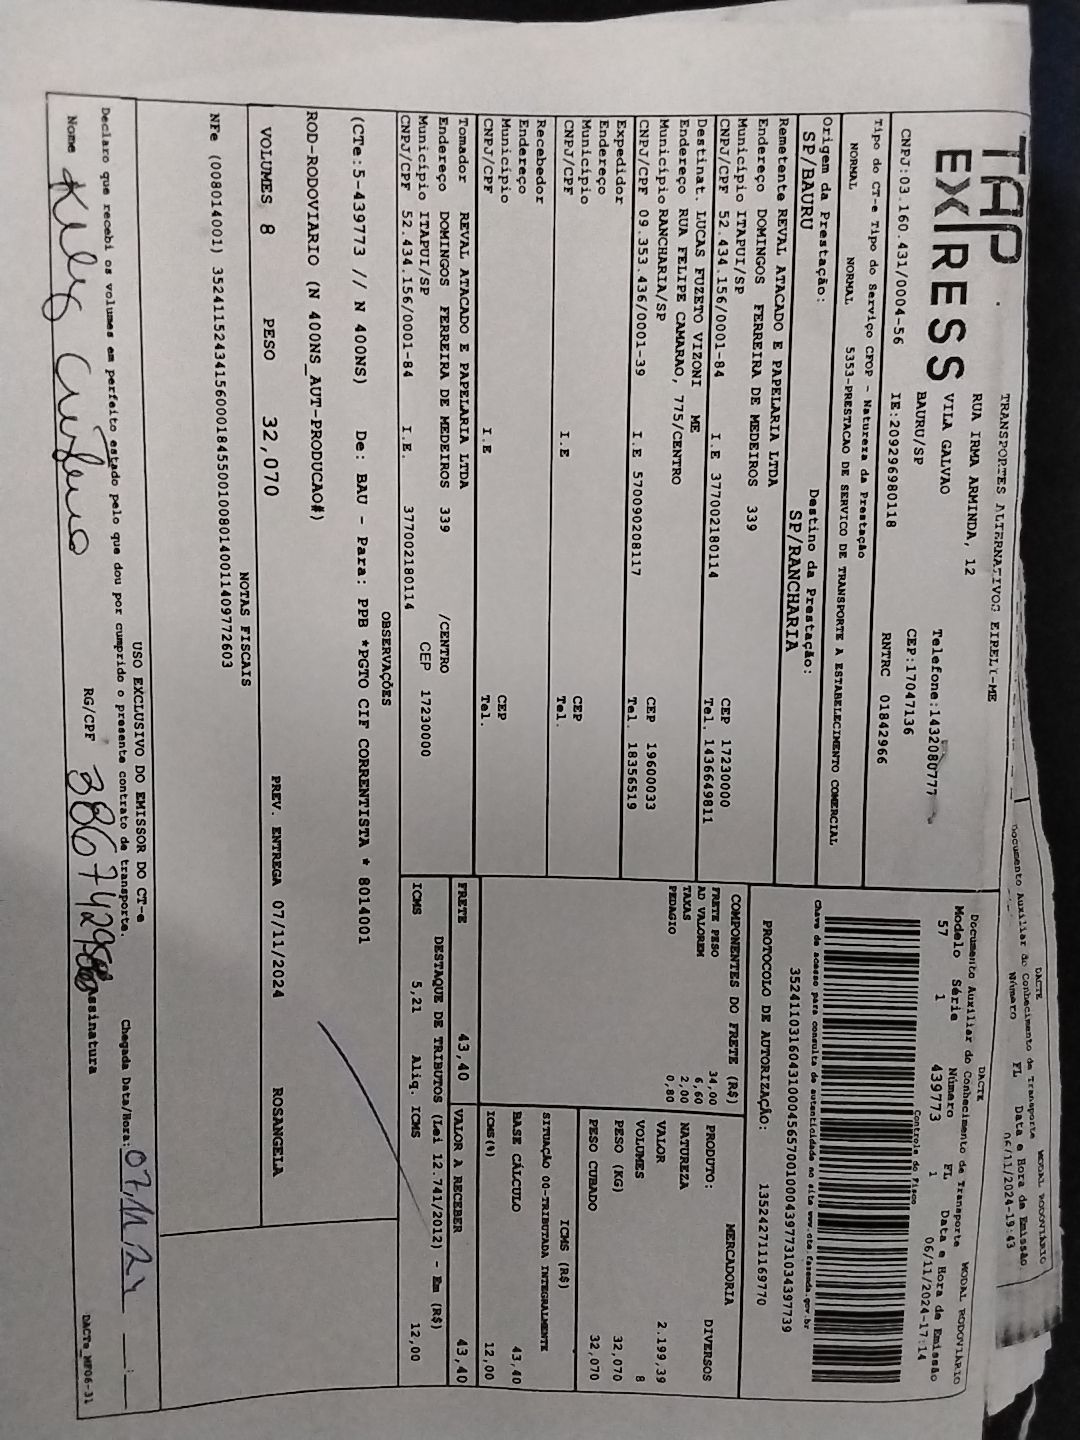 DACTE MODAL RODOVIÁRIO
Documento Auxiliar do Conhecimento de Transporte
Número FL Data e Hora de Emissão
06/11/2024-19:43
TAP EXPRESS
TRANSPORTES ALTERNATIVOS EIRELI-ME
RUA IRMA ARMINDA, 12
VILA GALVAO
BAURU/SP
Telefone:1432080777
CEP:17047136
CNPJ:03.160.431/0004-56 IE:209296980118 RNTRC 01842966
DACTE MODAL RODOVIÁRIO
Documento Auxiliar do Conhecimento de Transporte
Modelo Série Número FL Data e Hora de Emissão
57 1 439773 1 06/11/2024-17:14
Controle do Fisco
Tipo do CT-e Tipo do Serviço CFOP - Natureza da Prestação
NORMAL NORMAL 5353-PRESTACAO DE SERVICO DE TRANSPORTE A ESTABELECIMENTO COMERCIAL
Chave de acesso para consulta de autenticidade no site www.cte.fazenda.gov.br
35241103160431000456570010004397731034397739
Origem da Prestação: Destino da Prestação:
SP/BAURU SP/RANCHARIA
PROTOCOLO DE AUTORIZAÇÃO: 135242711169770
Remetente REVAL ATACADO E PAPELARIA LTDA
Endereço DOMINGOS FERREIRA DE MEDEIROS 339
Município ITAPUI/SP CEP 17230000
CNPJ/CPF 52.434.156/0001-84 I.E 377002180114 Tel. 1436649811
Destinat. LUCAS FUZETO VIZONI ME
Endereço RUA FELIPE CAMARAO, 775/CENTRO
Município RANCHARIA/SP CEP 19600033
CNPJ/CPF 09.353.436/0001-39 I.E 570090208117 Tel. 18356519
Expedidor
Endereço
Município CEP
CNPJ/CPF I.E Tel.
Recebedor
Endereço
Município CEP
CNPJ/CPF I.E Tel.
Tomador REVAL ATACADO E PAPELARIA LTDA
Endereço DOMINGOS FERREIRA DE MEDEIROS 339 /CENTRO
Município ITAPUI/SP CEP 17230000
CNPJ/CPF 52.434.156/0001-84 I.E. 377002180114
COMPONENTES DO FRETE (R$)
FRETE PESO 34,00
AD VALOREM 6,60
TAXAS 2,00
PEDAGIO 0,80
MERCADORIA
PRODUTO: DIVERSOS
NATUREZA
VALOR 2.199,39
VOLUMES 8
PESO (KG) 32,070
PESO CUBADO 32,070
ICMS (R$)
SITUAÇÃO 00-TRIBUTADA INTEGRALMENTE
BASE CÁLCULO 43,40
ICMS(%) 12,00
FRETE 43,40 VALOR A RECEBER 43,40
DESTAQUE DE TRIBUTOS (Lei 12.741/2012) - Em (R$)
ICMS 5,21 Aliq. ICMS 12,00
OBSERVAÇÕES
(CTe:5-439773 // N 400NS) De: BAU - Para: PPB *PGTO CIF CORRENTISTA * 8014001
ROD-RODOVIARIO (N 400NS_AUT-PRODUCAO#)
VOLUMES 8 PESO 32,070 PREV. ENTREGA 07/11/2024 ROSANGELA
NOTAS FISCAIS
NFe (008014001) 35241152434156000184550010080140011409772603
USO EXCLUSIVO DO EMISSOR DO CT-e
Declaro que recebi os volumes em perfeito estado pelo que dou por cumprido o presente contrato de transporte. Chegada Data/Hora: 07/11/24 __:__
Nome RG/CPF Assinatura
DACTe_MF06-31